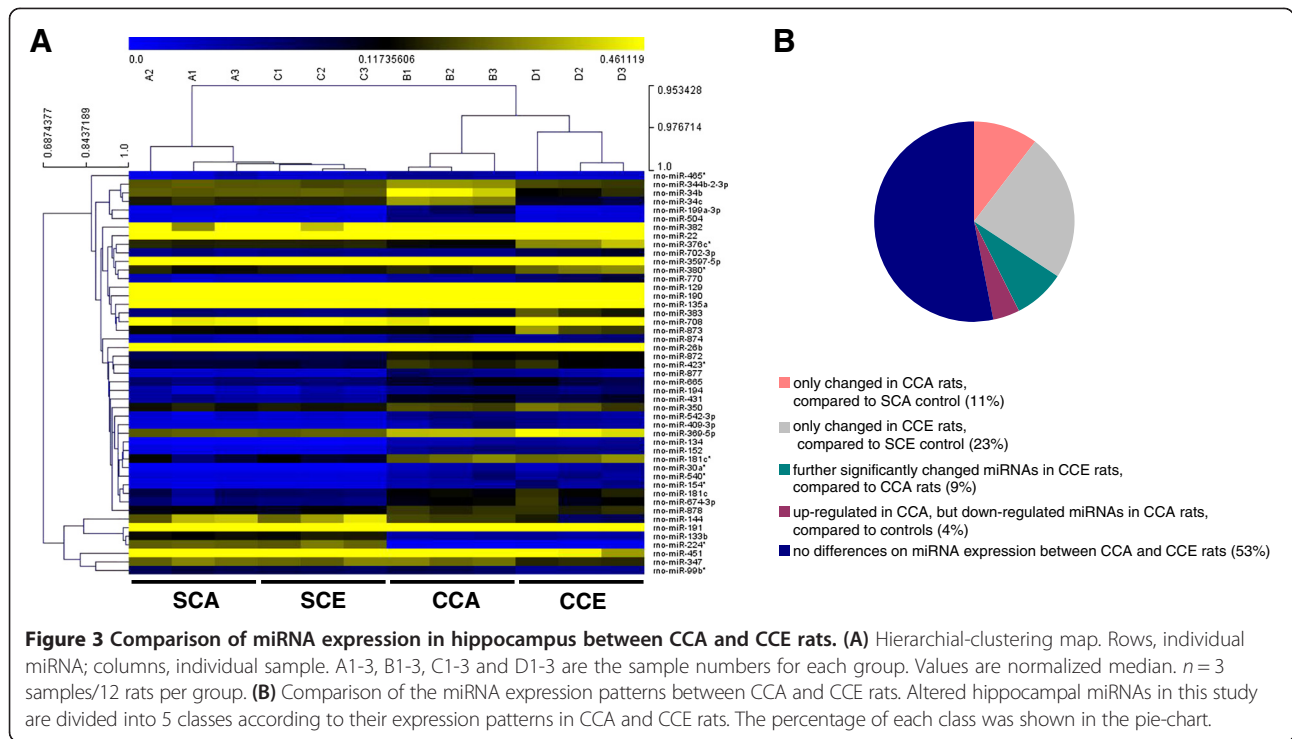 A
B
0.0
0.11735606
0.461119
A2
A1
A3
C1
C2
C3
B1
B2
B3
D1
D2
D3
0.953428
0.976714
1.0
0.6874377
0.8437189
1.0
rno-miR-465*
rno-miR-344b-2-3p
rno-miR-34b
rno-miR-34c
rno-miR-199a-3p
rno-miR-504
rno-miR-382
rno-miR-22
rno-miR-376c*
rno-miR-702-3p
rno-miR-3597-5p
rno-miR-380*
rno-miR-770
rno-miR-129
rno-miR-190
rno-miR-135a
rno-miR-383
rno-miR-708
rno-miR-873
rno-miR-874
rno-miR-26b
rno-miR-872
rno-miR-423*
rno-miR-877
rno-miR-665
rno-miR-194
rno-miR-431
rno-miR-350
rno-miR-542-3p
rno-miR-409-3p
rno-miR-369-5p
rno-miR-134
rno-miR-152
rno-miR-181c*
rno-miR-30a*
rno-miR-540*
rno-miR-154*
rno-miR-181c
rno-miR-674-3p
rno-miR-878
rno-miR-144
rno-miR-191
rno-miR-133b
rno-miR-224*
rno-miR-451
rno-miR-347
rno-miR-99b*
SCA
SCE
CCA
CCE
only changed in CCA rats,
compared to SCA control (11%)
only changed in CCE rats,
compared to SCE control (23%)
further significantly changed miRNAs in CCE rats,
compared to CCA rats (9%)
up-regulated in CCA, but down-regulated miRNAs in CCA rats,
compared to controls (4%)
no differences on miRNA expression between CCA and CCE rats (53%)
Figure 3 Comparison of miRNA expression in hippocampus between CCA and CCE rats. (A) Hierarchial-clustering map. Rows, individual
miRNA; columns, individual sample. A1-3, B1-3, C1-3 and D1-3 are the sample numbers for each group. Values are normalized median. n = 3
samples/12 rats per group. (B) Comparison of the miRNA expression patterns between CCA and CCE rats. Altered hippocampal miRNAs in this study
are divided into 5 classes according to their expression patterns in CCA and CCE rats. The percentage of each class was shown in the pie-chart.